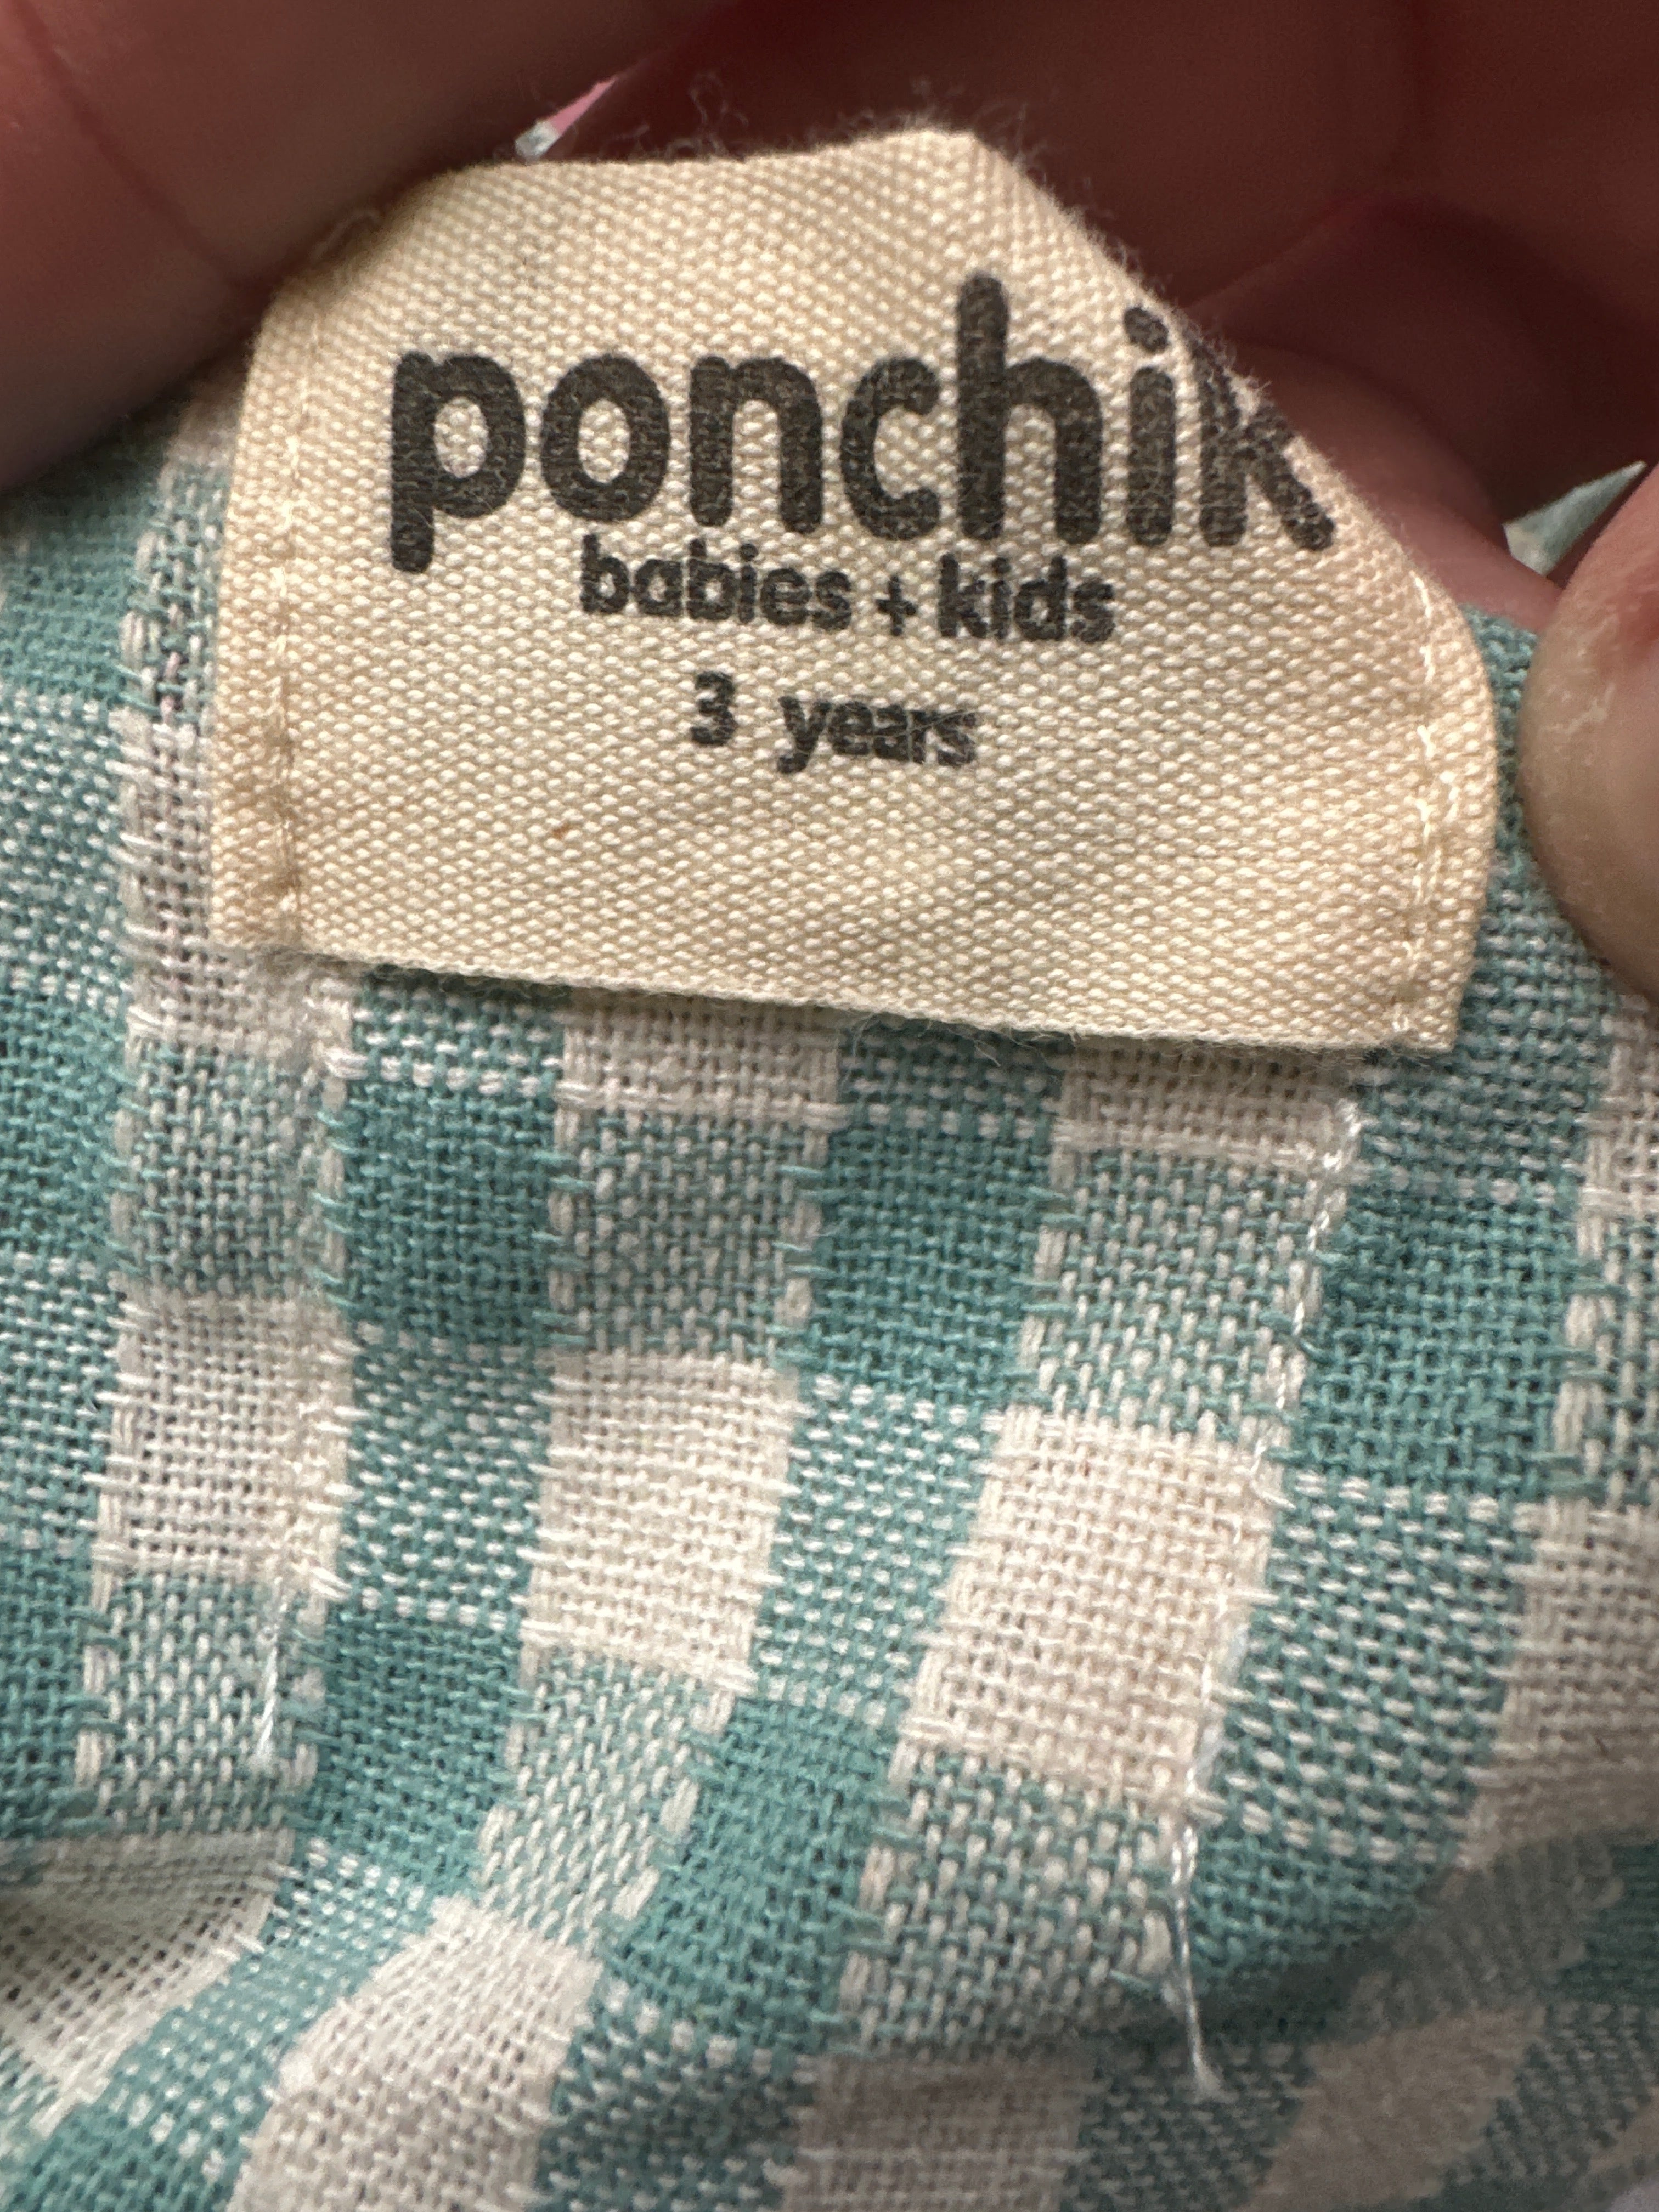 ponchik
babies + kids
3 years